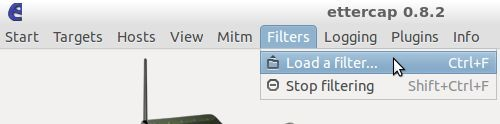 ettercap 0.8.2
Start Targets Hosts View Mitm Filters Logging Plugins Info
Load a filter... Ctrl+F
Stop filtering Shift+Ctrl+F